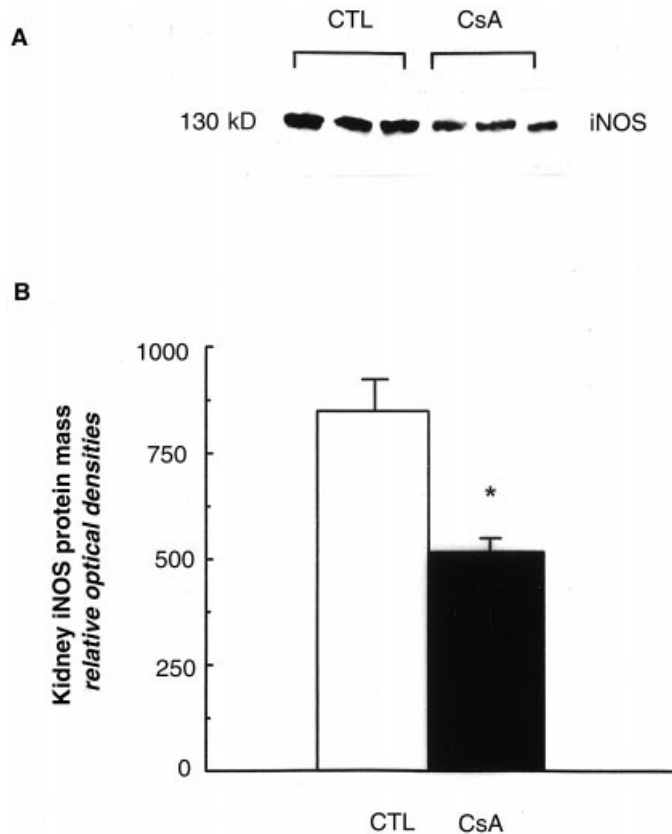 A
CTL CsA
130 kD iNOS
B
Kidney iNOS protein mass
relative optical densities
1000
750
500
250
0
*
CTL CsA